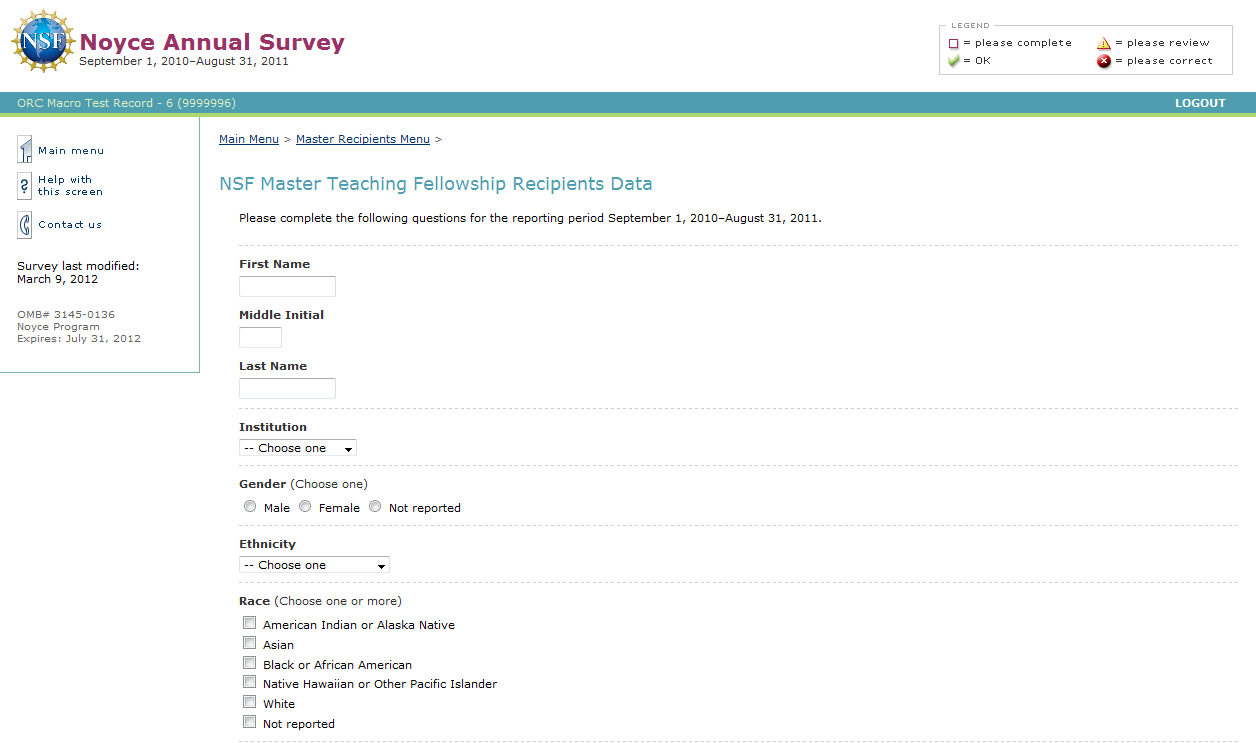 NSF
Noyce Annual Survey
September 1, 2010–August 31, 2011
LEGEND
= please complete
= please review
= OK
= please correct
ORC Macro Test Record - 6 (9999996)
LOGOUT
Main menu
Help with
this screen
Contact us
Survey last modified:
March 9, 2012
OMB# 3145-0136
Noyce Program
Expires: July 31, 2012
Main Menu > Master Recipients Menu >
NSF Master Teaching Fellowship Recipients Data
Please complete the following questions for the reporting period September 1, 2010–August 31, 2011.
First Name
Middle Initial
Last Name
Institution
-- Choose one
Gender (Choose one)
Male Female Not reported
Ethnicity
-- Choose one
Race (Choose one or more)
American Indian or Alaska Native
Asian
Black or African American
Native Hawaiian or Other Pacific Islander
White
Not reported